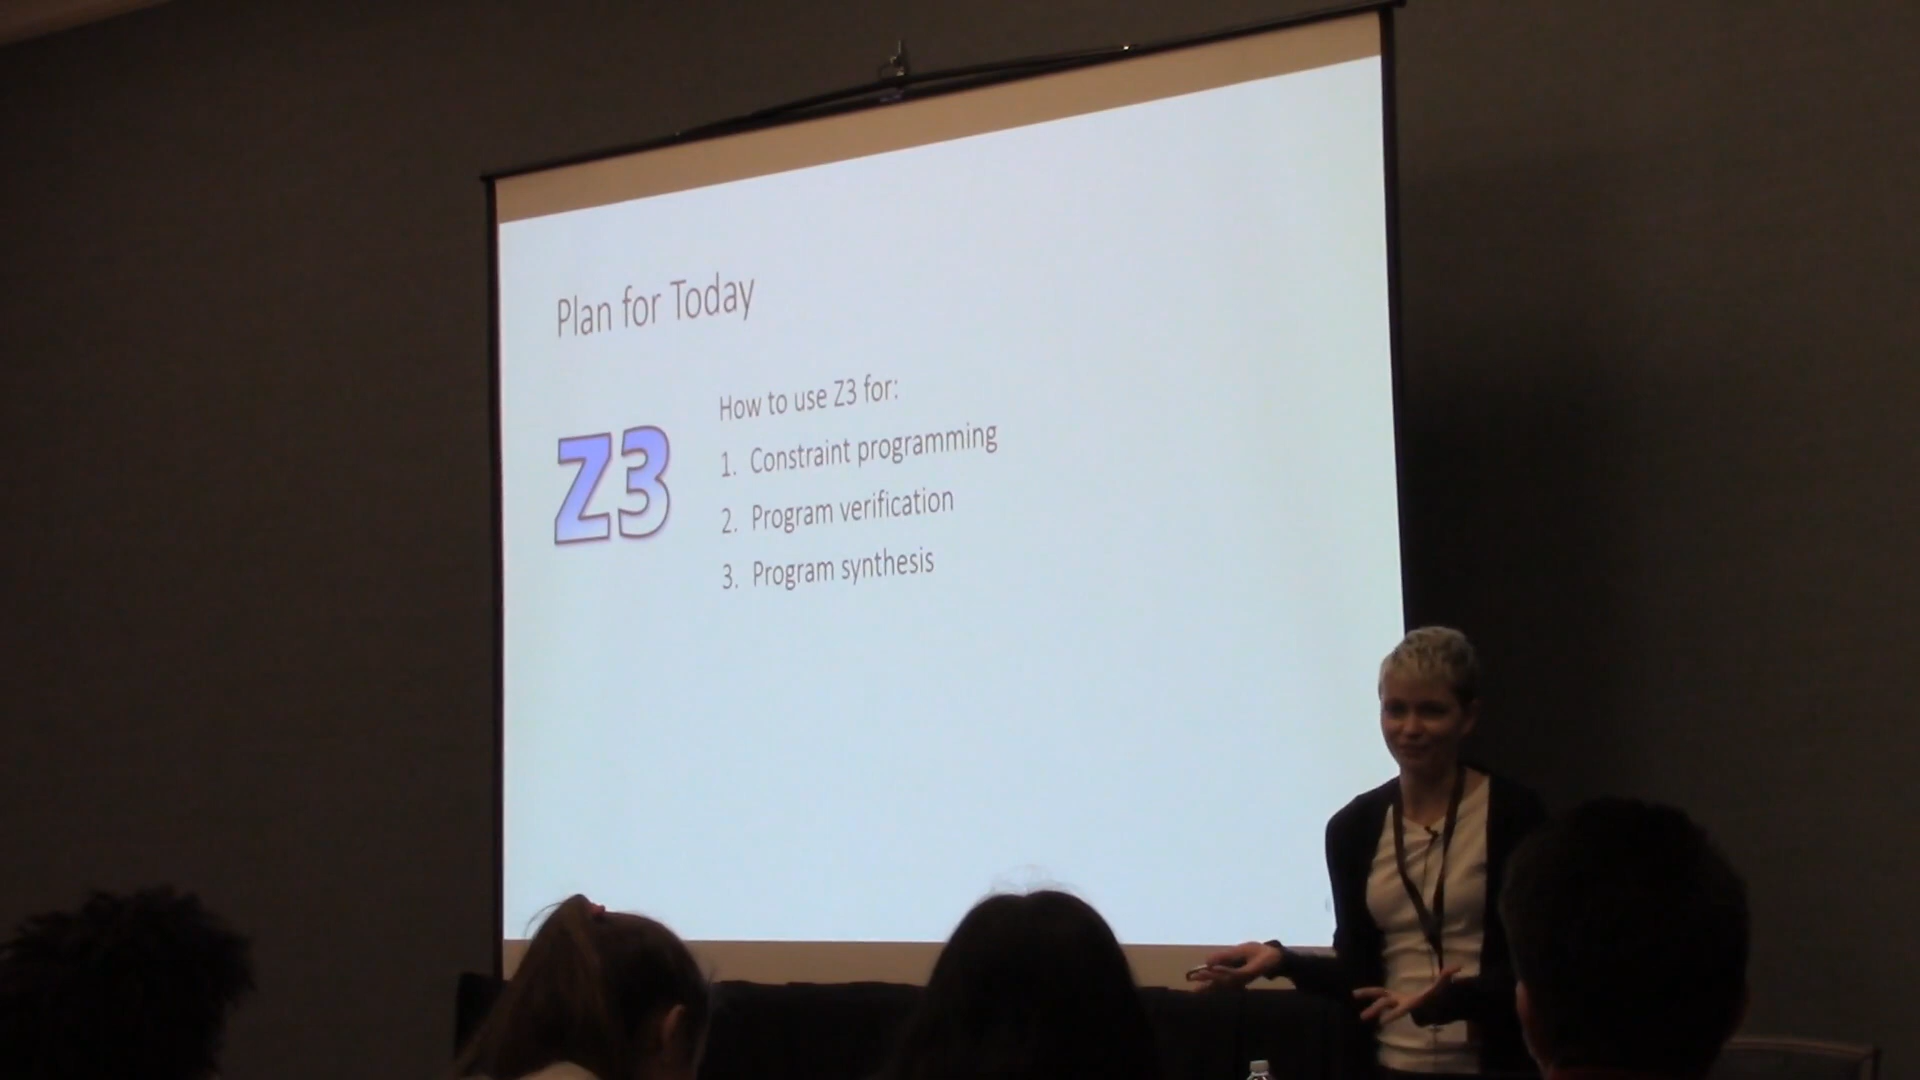 Plan for Today
Z3
How to use Z3 for:
1. Constraint programming
2. Program verification
3. Program synthesis